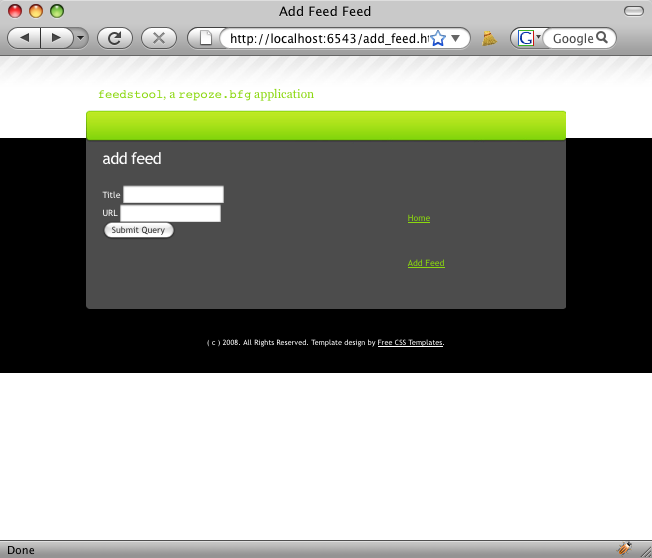 Add Feed Feed
http://localhost:6543/add_feed.h
G Google
feedstool, a repoze.bfg application
add feed
Title
URL
Submit Query
Home
Add Feed
( c ) 2008. All Rights Reserved. Template design by Free CSS Templates.
Done